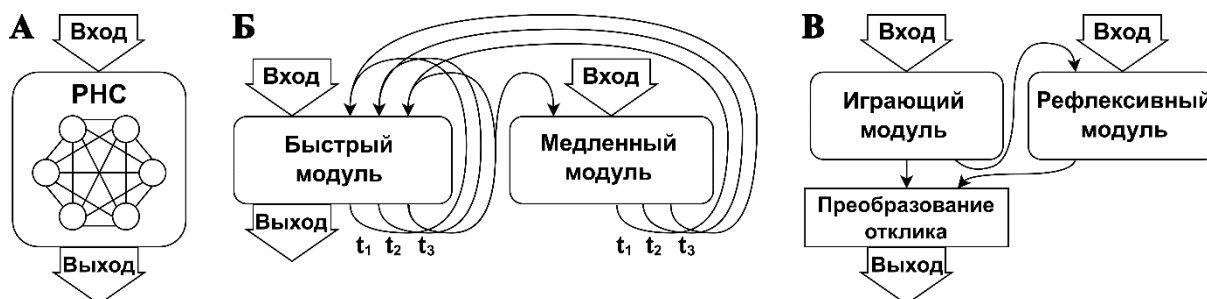 А
Вход
РНС
Выход
Б
Вход
Вход
Быстрый
модуль
Медленный
модуль
Выход
t₁ t₂ t₃
t₁ t₂ t₃
В
Вход
Вход
Играющий
модуль
Рефлексивный
модуль
Преобразование
отклика
Выход